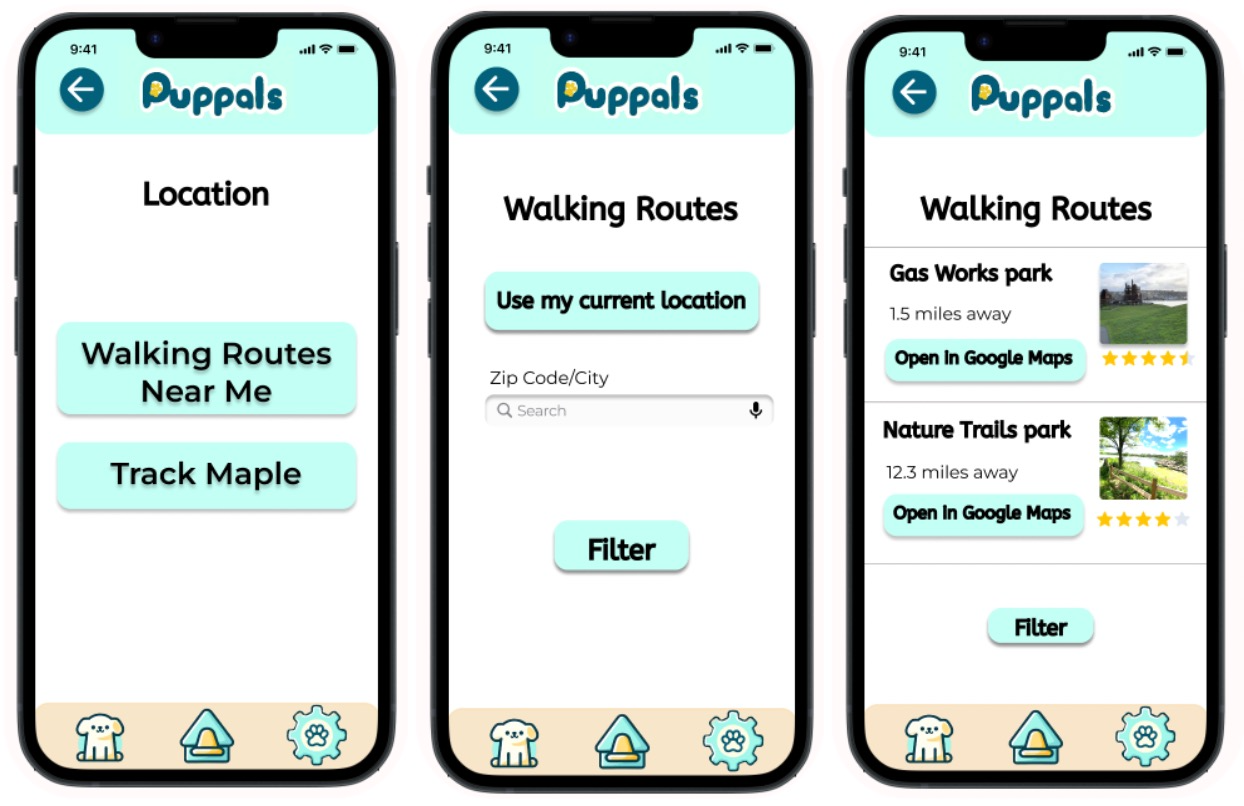 9:41
Puppals
Location
Walking Routes
Near Me
Track Maple
9:41
Puppals
Walking Routes
Use my current location
Zip Code/City
Search
Filter
9:41
Puppals
Walking Routes
Gas Works park
1.5 miles away
Open in Google Maps
Nature Trails park
12.3 miles away
Open in Google Maps
Filter